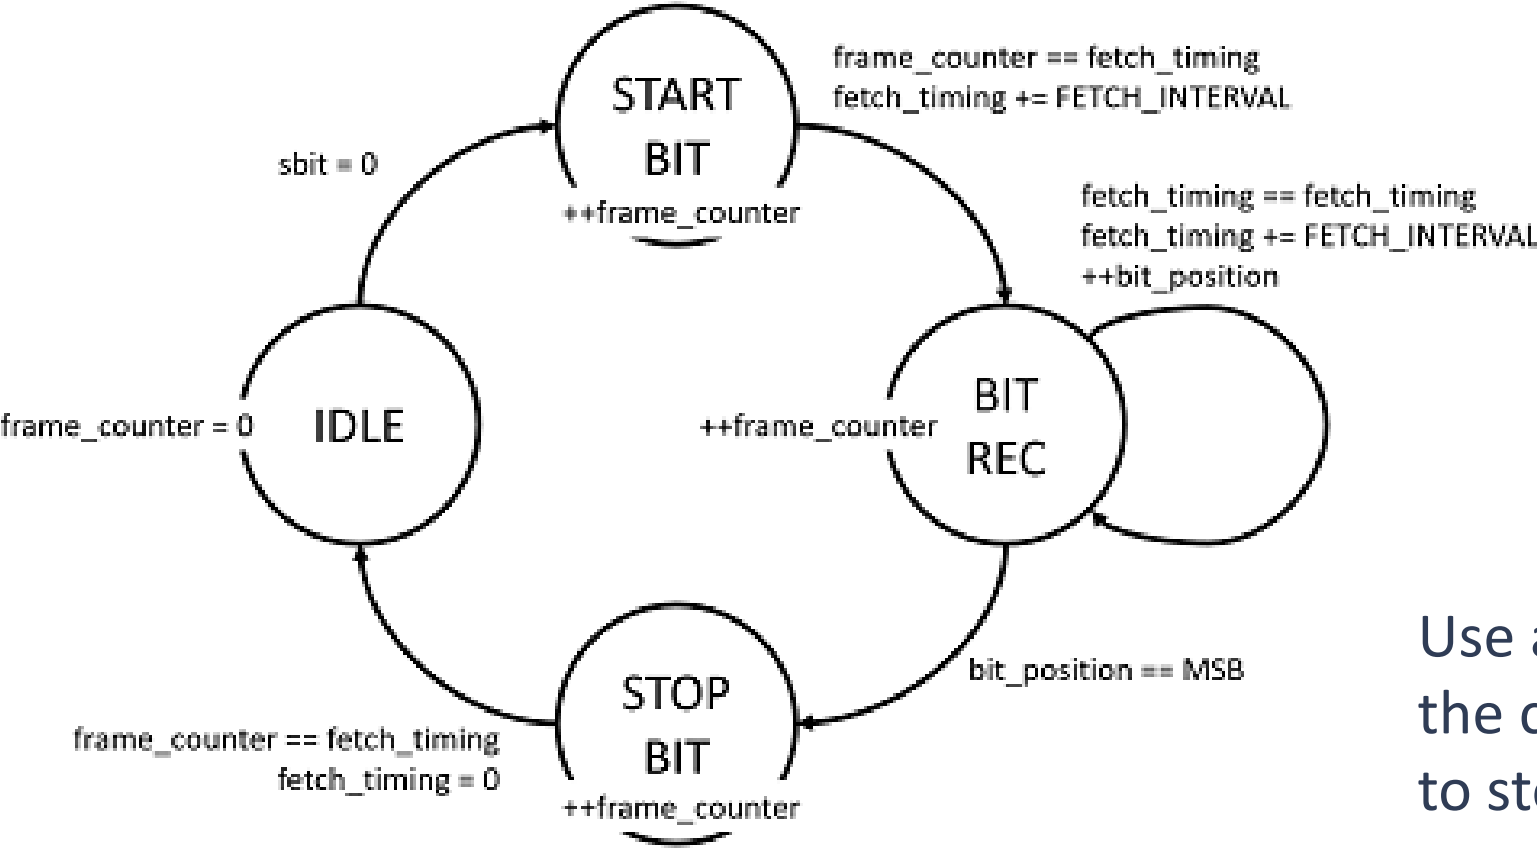 START
BIT
++frame_counter
frame_counter == fetch_timing
fetch_timing += FETCH_INTERVAL
sbit = 0
fetch_timing == fetch_timing
fetch_timing += FETCH_INTERVAL
++bit_position
frame_counter = 0
IDLE
++frame_counter
BIT
REC
bit_position == MSB
STOP
BIT
++frame_counter
frame_counter == fetch_timing
fetch_timing = 0
Use
the
to